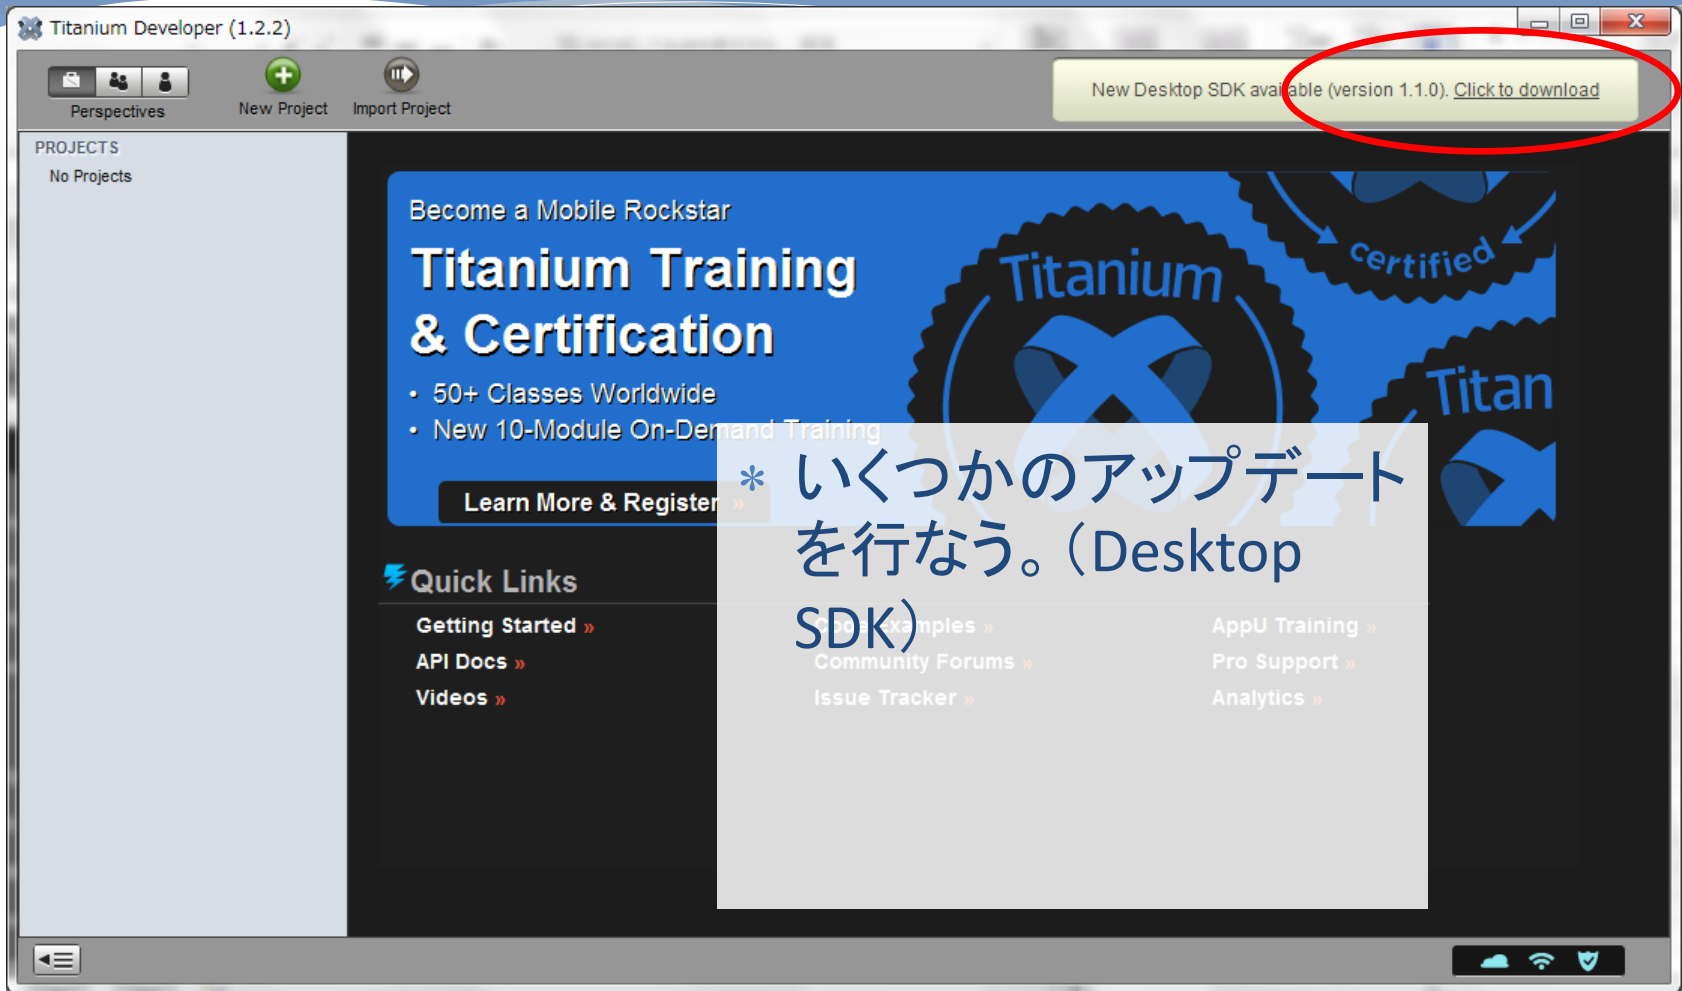 Titanium Developer (1.2.2)
Perspectives
New Project
Import Project
New Desktop SDK available (version 1.1.0). Click to download
PROJECTS
No Projects
Become a Mobile Rockstar
Titanium Training
& Certification
• 50+ Classes Worldwide
• New 10-Module On-Demand Training
Learn More & Register »
Titanium
certified
Titan
* いくつかのアップデート
を行なう。（Desktop
SDK）
Quick Links
Getting Started »
Code Examples »
AppU Training »
API Docs »
Community Forums »
Pro Support »
Videos »
Issue Tracker »
Analytics »